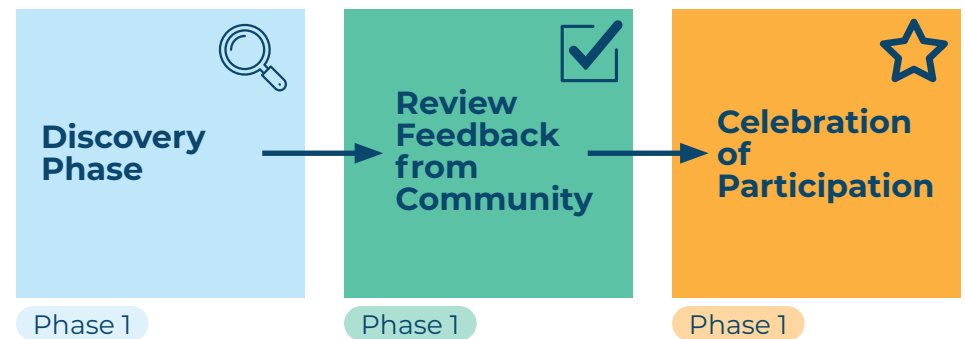 Discovery
Phase
Review
Feedback
from
Community
Celebration
of
Participation
Phase 1
Phase 1
Phase 1